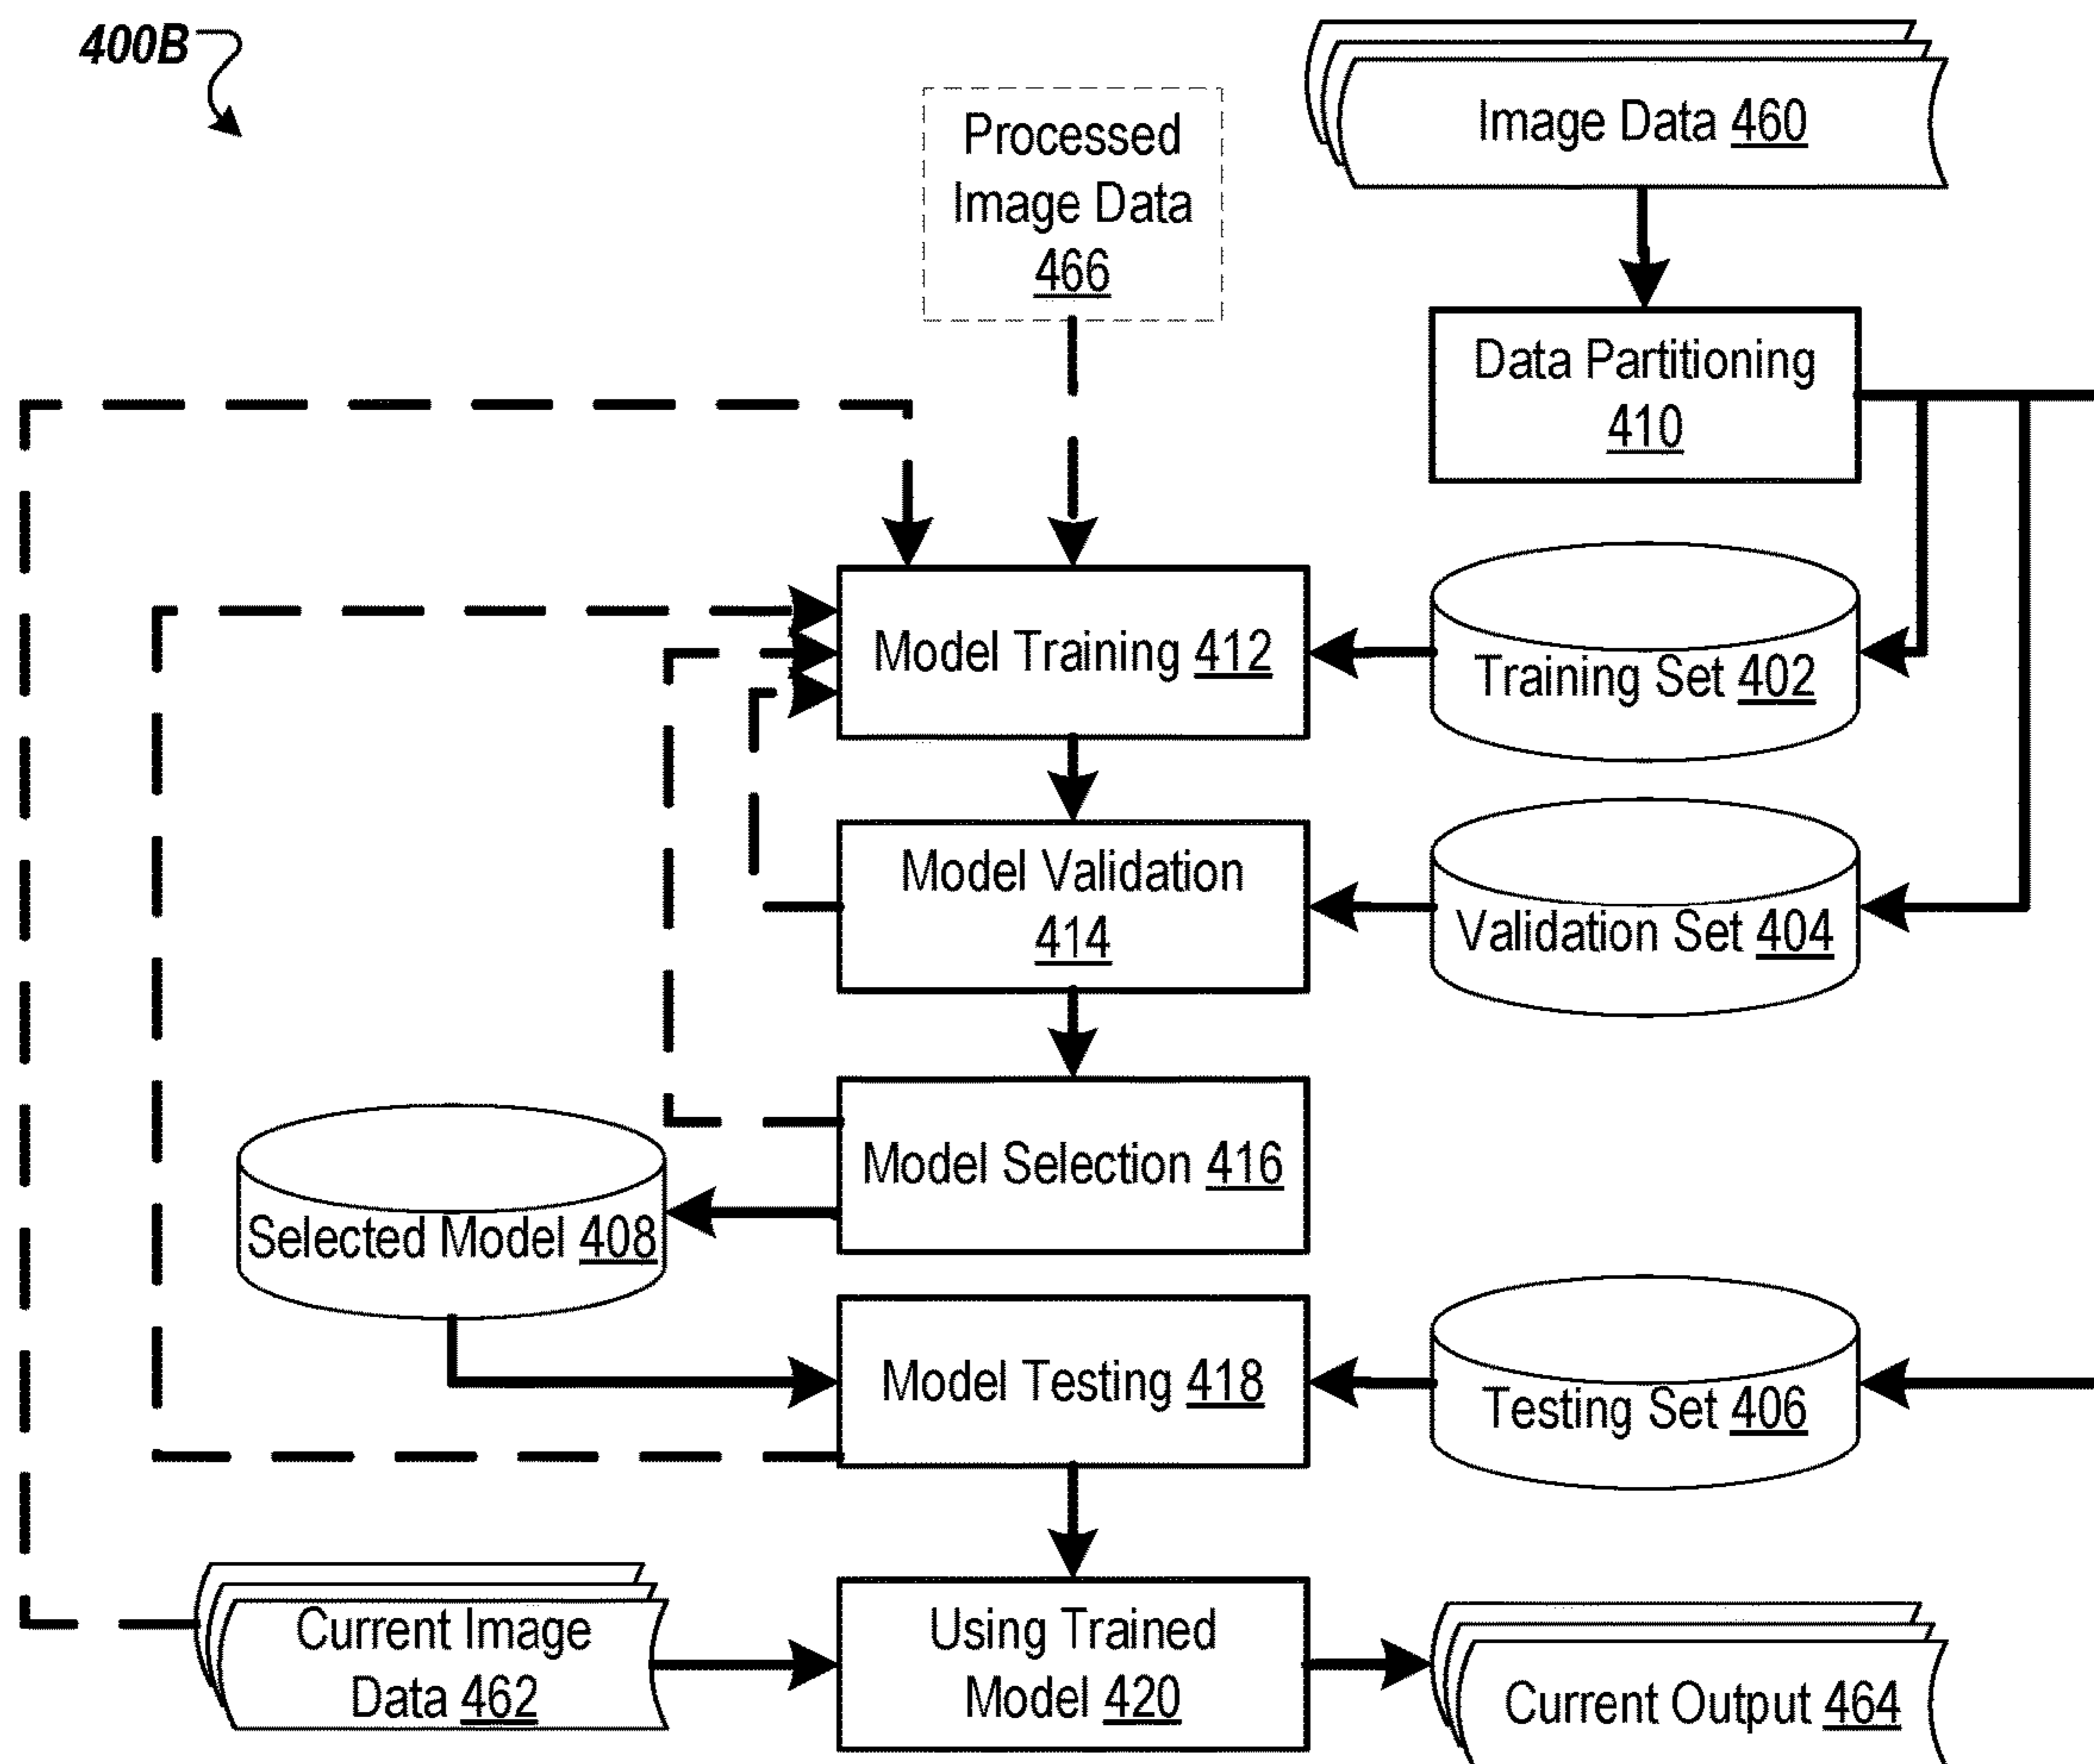 400B
Image Data 460
Processed
Image Data
466
Data Partitioning
410
Model Training 412
Training Set 402
Model Validation
414
Validation Set 404
Model Selection 416
Selected Model 408
Model Testing 418
Testing Set 406
Current Image
Data 462
Using Trained
Model 420
Current Output 464